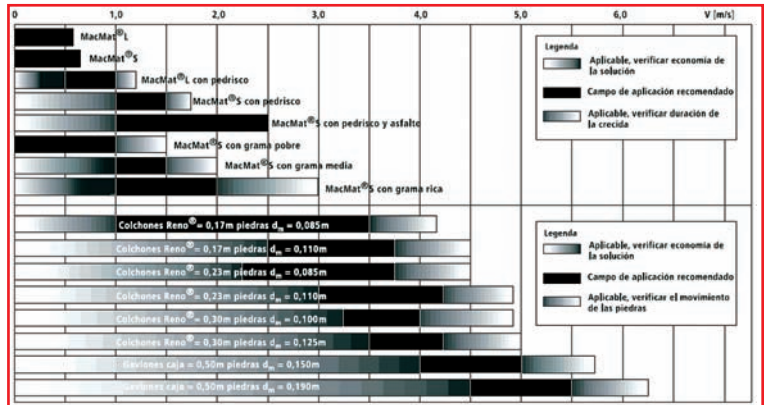 0 1,0 2,0 3,0 4,0 5,0 6,0 V [m/s]
MacMat®L
MacMat®S
MacMat®L con pedrisco
MacMat®S con pedrisco
MacMat®S con pedrisco y asfalto
MacMat®S con grama pobre
MacMat®S con grama media
MacMat®S con grama rica
Legenda
Aplicable, verificar economía de
la solución
Campo de aplicación recomendado
Aplicable, verificar duración de
la crecida
Colchones Reno®= 0,17m piedras dm = 0,085m
Colchones Reno®= 0,17m piedras dm = 0,110m
Colchones Reno®= 0,23m piedras dm = 0,085m
Colchones Reno®= 0,23m piedras dm = 0,110m
Colchones Reno®= 0,30m piedras dm = 0,100m
Colchones Reno®= 0,30m piedras dm = 0,125m
Gaviones caja = 0,50m piedras dm = 0,150m
Gaviones caja = 0,50m piedras dm = 0,190m
Legenda
Aplicable, verificar economía de
la solución
Campo de aplicación recomendado
Aplicable, verificar el movimiento
de las piedras